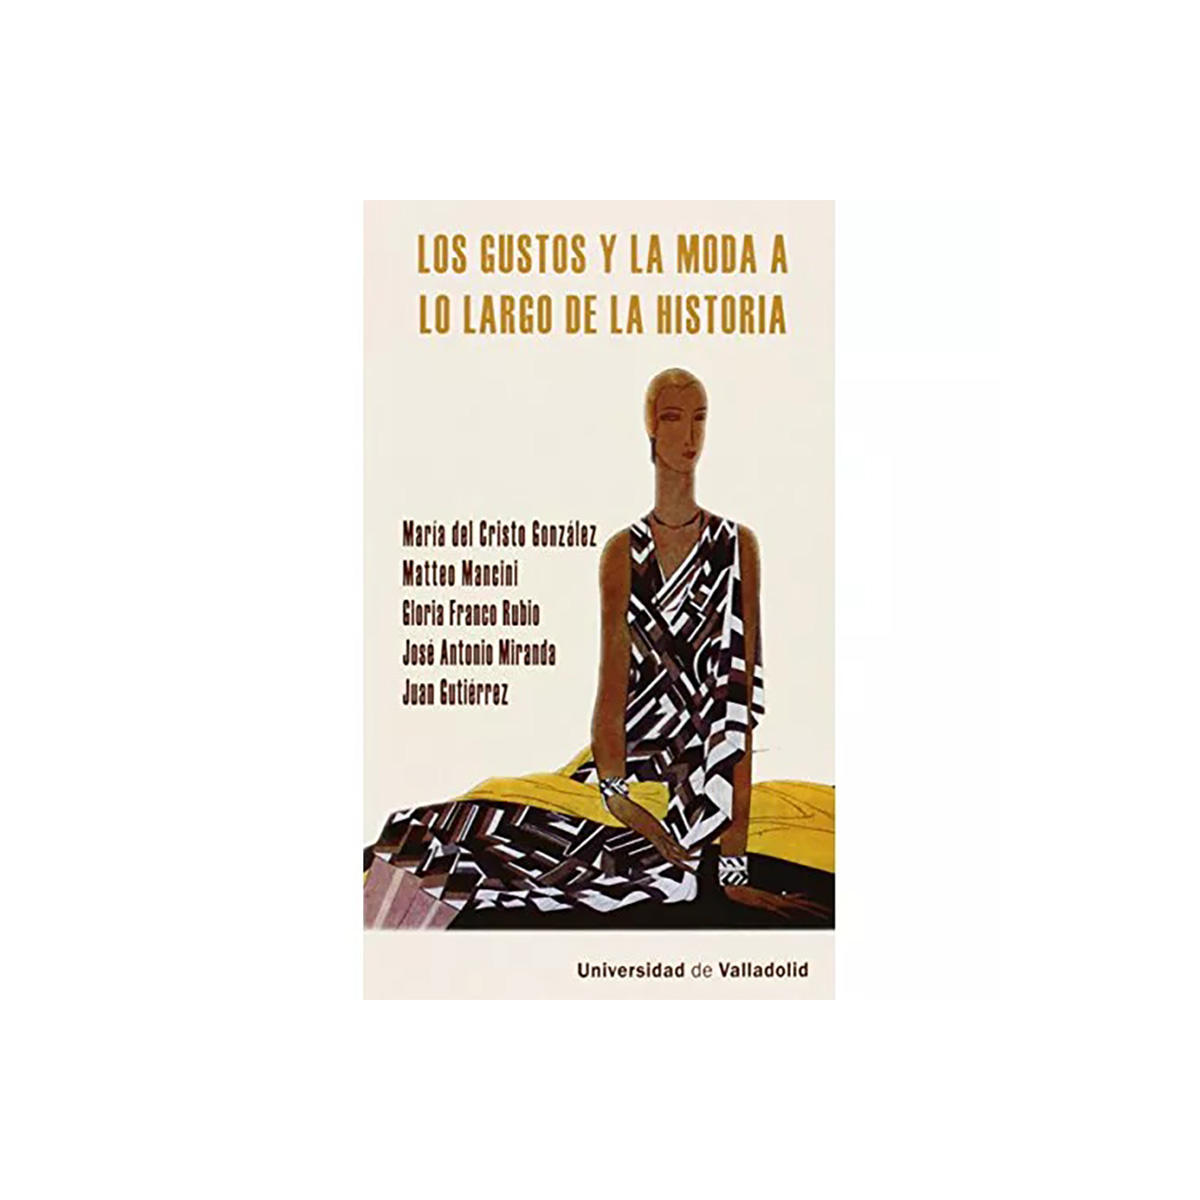 LOS GUSTOS Y LA MODA A
LO LARGO DE LA HISTORIA
María del Cristo González
Matteo Mancini
Gloria Franco Rubio
José Antonio Miranda
Juan Gutiérrez
Universidad de Valladolid